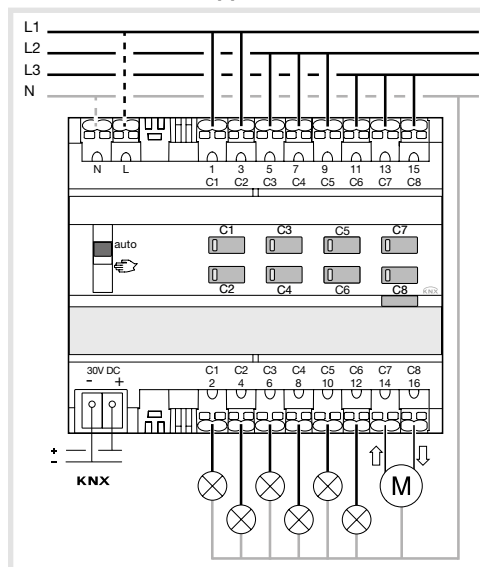 L1
L2
L3
N
N L 1 3 5 7 9 11 13 15
C1 C2 C3 C4 C5 C6 C7 C8
C1 C3 C5 C7
auto
C2 C4 C6 C8 KNX
30V DC C1 C2 C3 C4 C5 C6 C7 C8
- + 2 4 6 8 10 12 14 16
+
-
KNX
M